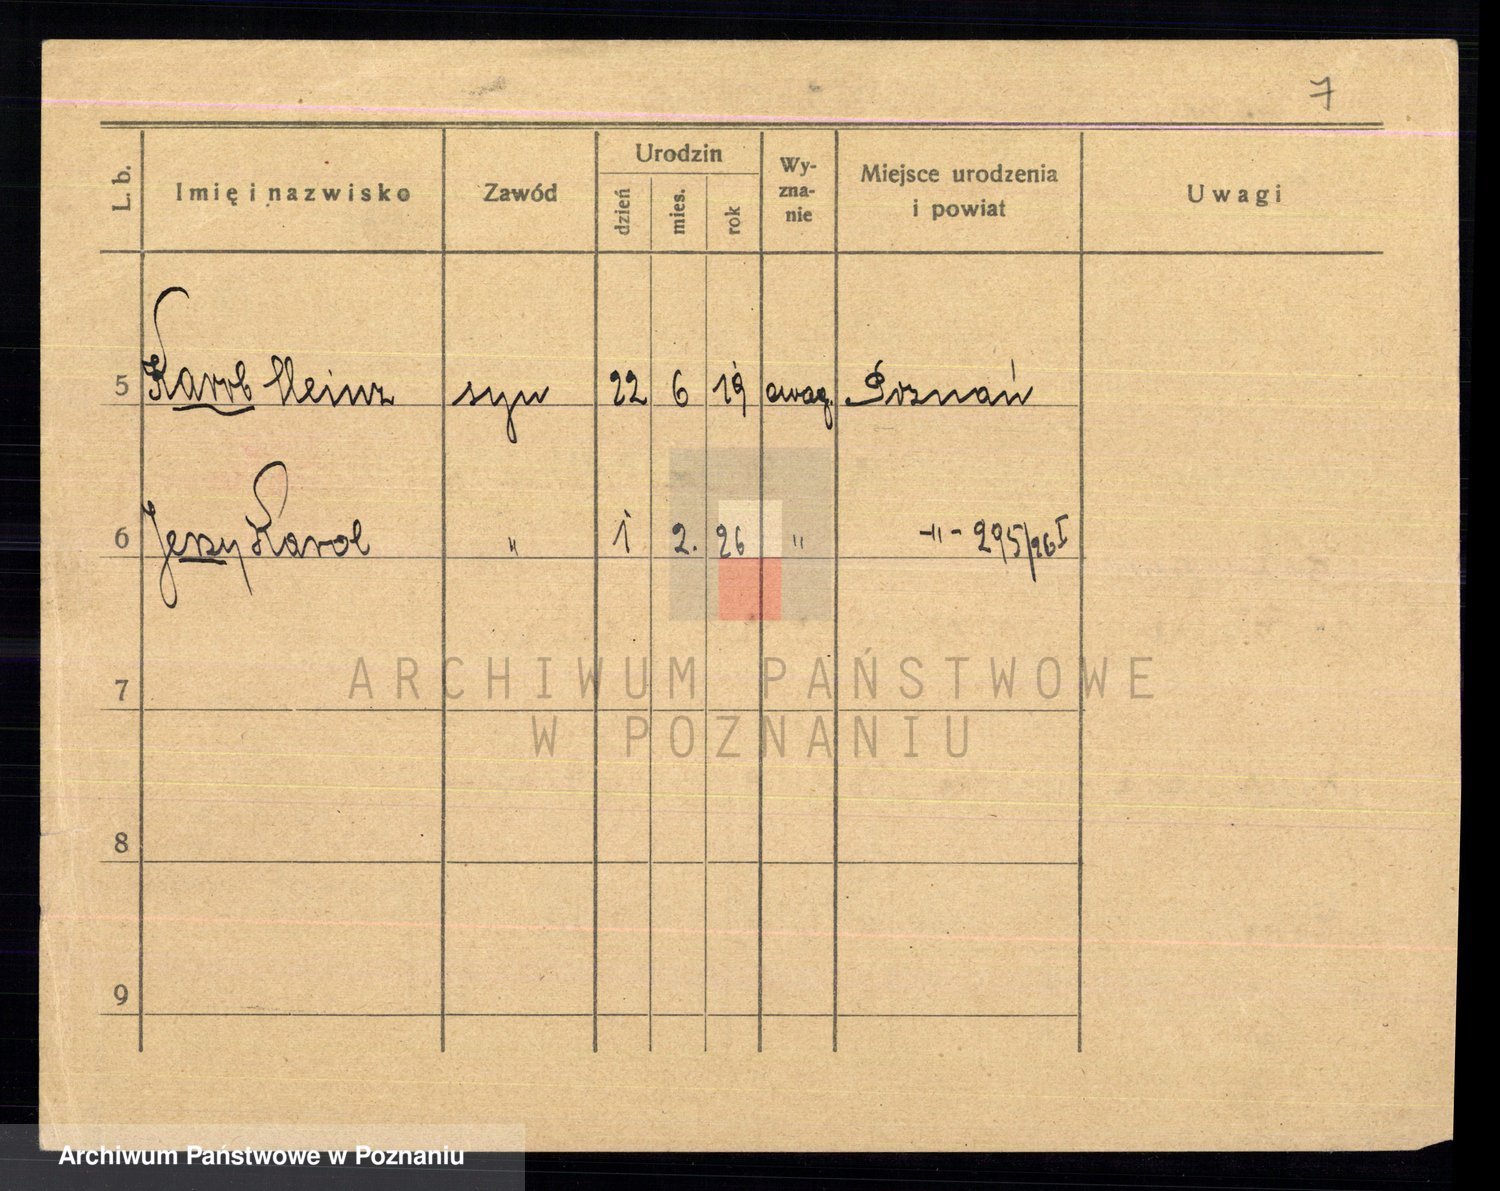 7
L. b. Imię i nazwisko Zawód Urodzin dzień mies. rok Wy-zna-nie Miejsce urodzenia i powiat Uwagi
5 Karol Heinz syn 22 6 19 ewag. Poznań
6 Jerzy Karol " 1 2. 26 " -"- 295/26 I
7
8
9
ARCHIWUM PAŃSTWOWE
W POZNANIU
Archiwum Państwowe w Poznaniu